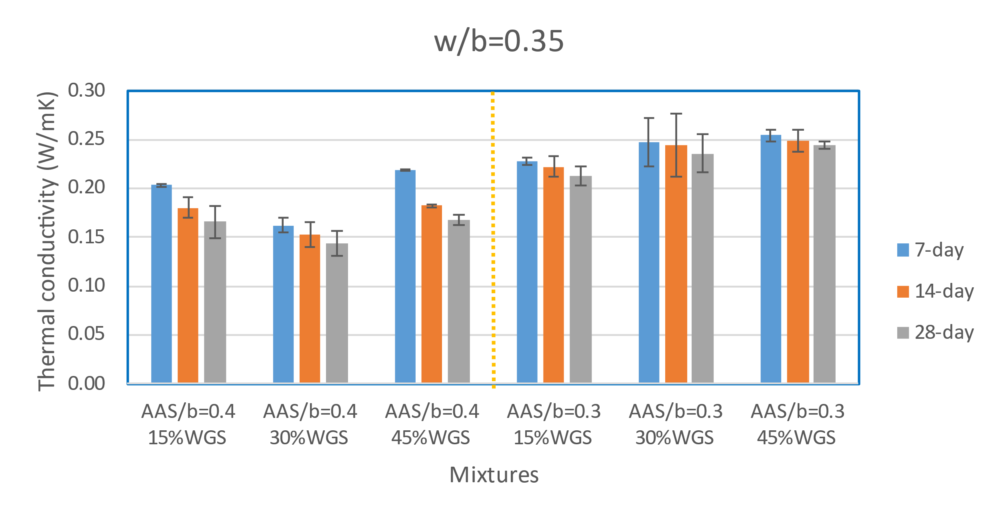 w/b=0.35
Thermal conductivity (W/mK)
0.30
0.25
0.20
0.15
0.10
0.05
0.00
AAS/b=0.4
15%WGS
AAS/b=0.4
30%WGS
AAS/b=0.4
45%WGS
AAS/b=0.3
15%WGS
AAS/b=0.3
30%WGS
AAS/b=0.3
45%WGS
Mixtures
7-day
14-day
28-day